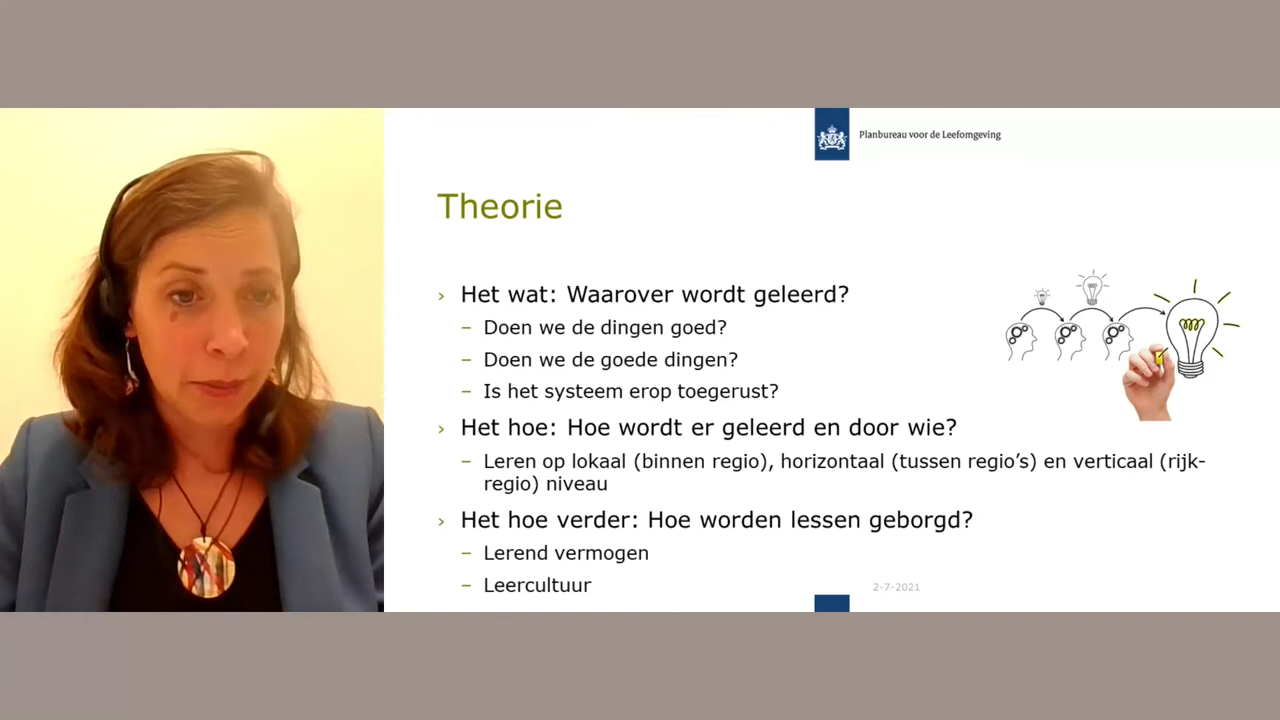 Planbureau voor de Leefomgeving
Theorie
› Het wat: Waarover wordt geleerd?
– Doen we de dingen goed?
– Doen we de goede dingen?
– Is het systeem erop toegerust?
› Het hoe: Hoe wordt er geleerd en door wie?
– Leren op lokaal (binnen regio), horizontaal (tussen regio’s) en verticaal (rijk-
regio) niveau
› Het hoe verder: Hoe worden lessen geborgd?
– Lerend vermogen
– Leercultuur
2-7-2021